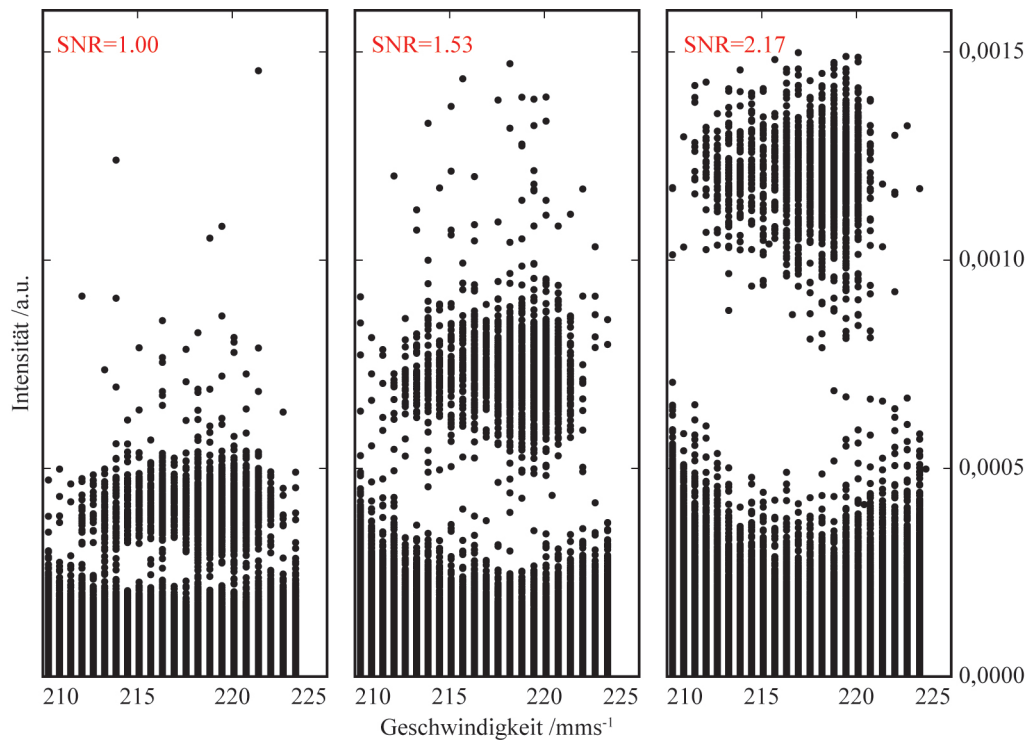 SNR=1.00
SNR=1.53
SNR=2.17
0,0015
0,0010
0,0005
0,0000
Intensität /a.u.
210 215 220 225
210 215 220 225
210 215 220 225
Geschwindigkeit /mms⁻¹